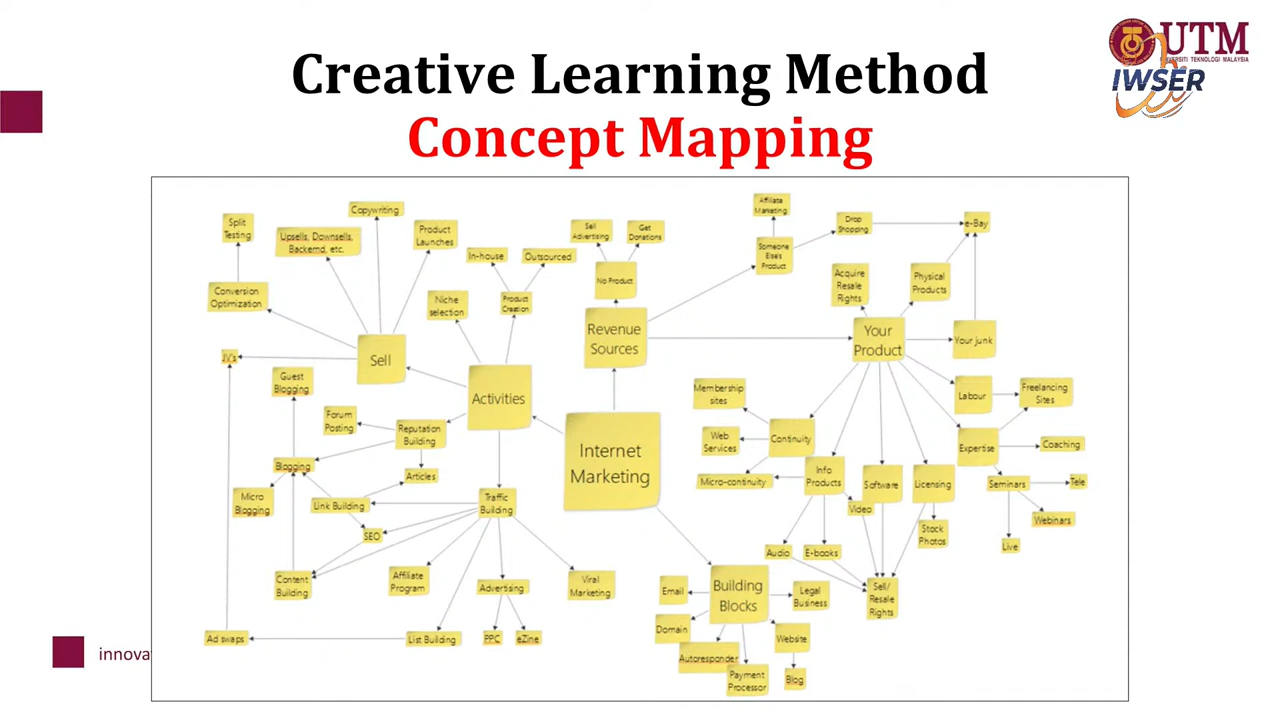 Creative Learning Method
Concept Mapping
UTM
UNIVERSITI TEKNOLOGI MALAYSIA
IWSER
Split
Testing
Copywriting
Upsells, Downsells,
Backernd, etc.
Product
Launches
Conversion
Optimization
In-house
Outsourced
Niche
selection
Product
Creation
Sell
Advertising
Get
Donations
No Product
Revenue
Sources
Affiliate
Marketing
Someone
Else's
Product
Drop
Shopping
e-Bay
Acquire
Resale
Rights
Physical
Products
Your
Product
Your junk
Sell
JV's
Activities
Guest
Blogging
Forum
Posting
Reputation
Building
Blogging
Articles
Micro
Blogging
Link Building
Traffic
Building
SEO
Content
Building
Affiliate
Program
Advertising
Viral
Marketing
Ad swaps
List Building
PPC
eZine
Internet
Marketing
Membership
sites
Web
Services
Continuity
Micro-continuity
Info
Products
Software
Licensing
Labour
Freelancing
Sites
Expertise
Coaching
Seminars
Tele
Webinars
Live
Video
Stock
Photos
Audio
E-books
Sell/
Resale
Rights
Building
Blocks
Email
Legal
Business
Domain
Website
Autoresponder
Payment
Processor
Blog
innova